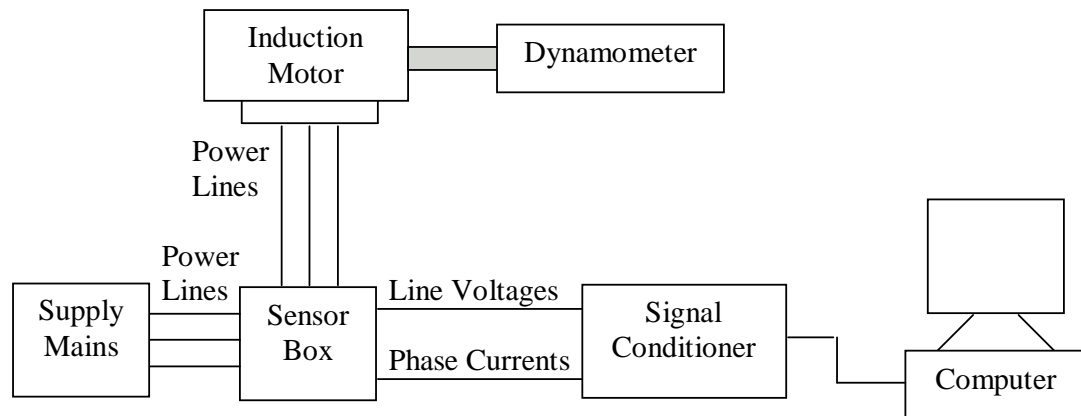 Induction
Motor
Dynamometer
Power
Lines
Power
Lines
Supply
Mains
Sensor
Box
Line Voltages
Phase Currents
Signal
Conditioner
Computer